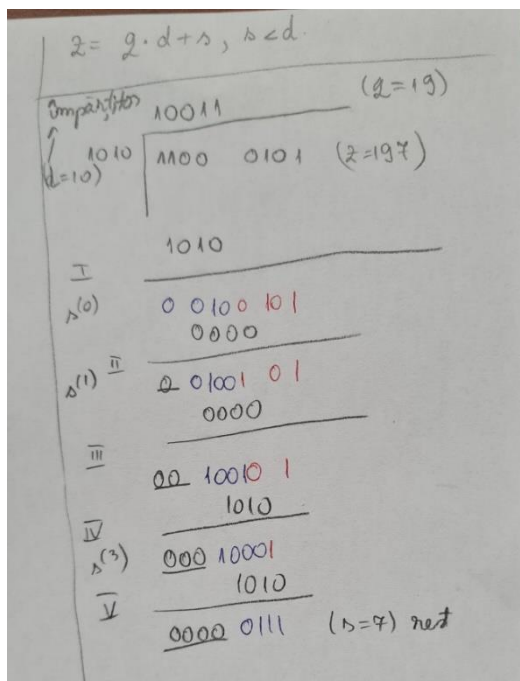 z = q · d + s, s < d.
Împărțitor 10011 (q = 19)
1010 1100 0101 (z = 197)
(d = 10)
1010
I
s(0) 0 0100 101
0000
II
s(1) 0 01001 01
0000
III
00 10010 1
1010
IV
s(3) 000 10001
1010
V
0000 0111 (s = 7) rest